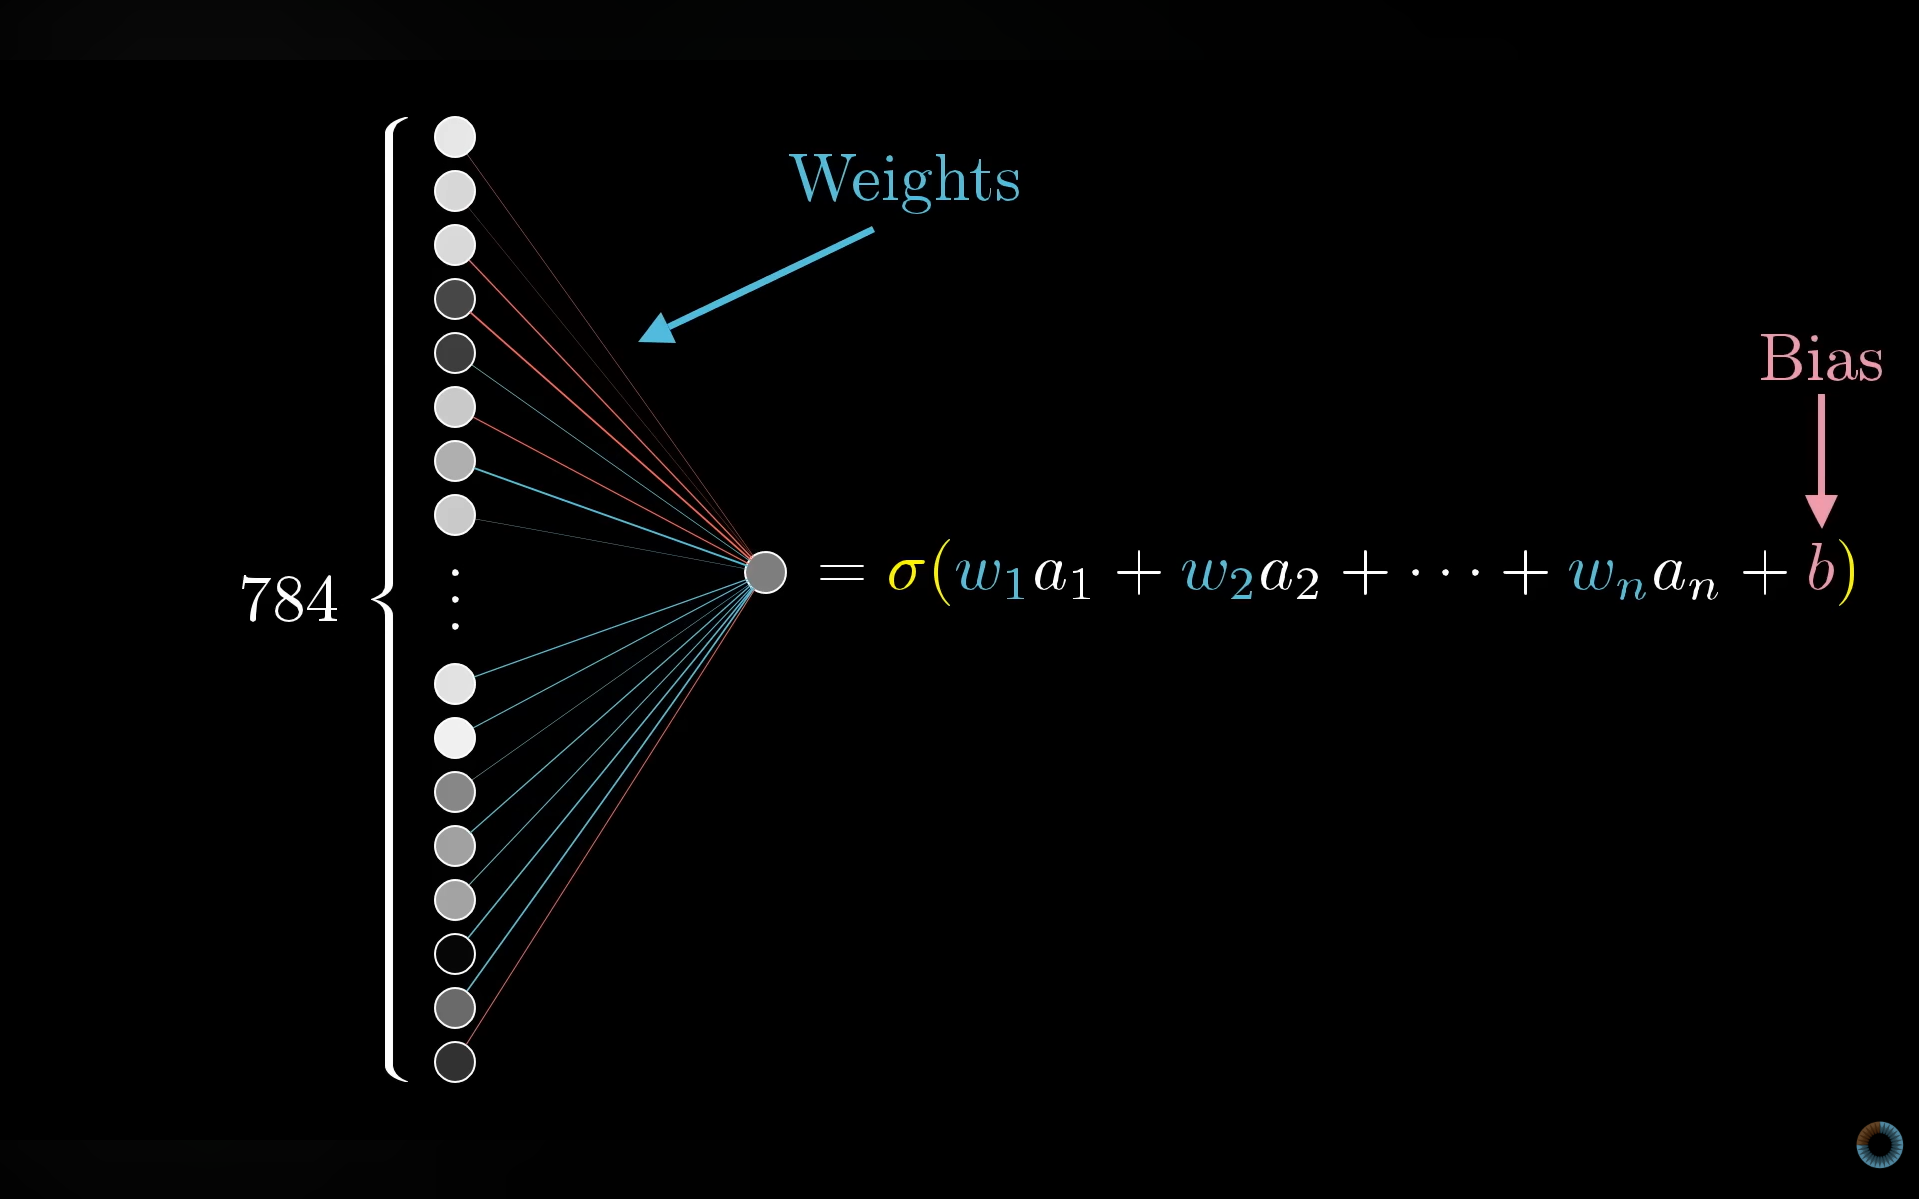 Weights
Bias
784
= σ(w₁a₁ + w₂a₂ + ··· + wₙaₙ + b)